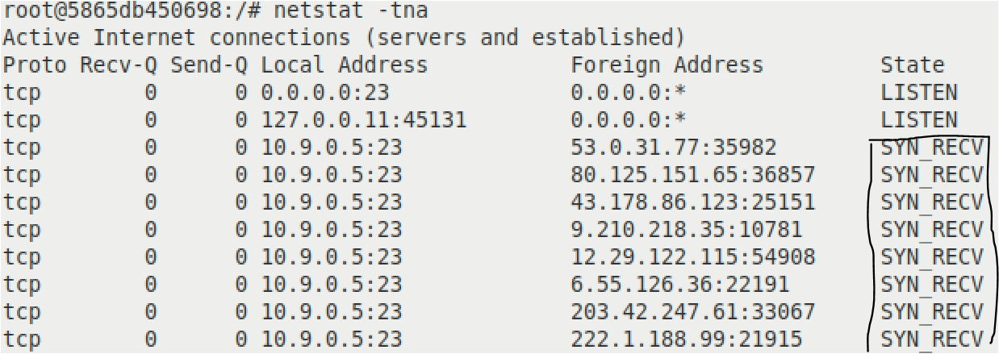 root@5865db450698:/# netstat -tna
Active Internet connections (servers and established)
Proto Recv-Q Send-Q Local Address           Foreign Address         State
tcp        0      0 0.0.0.0:23              0.0.0.0:*               LISTEN
tcp        0      0 127.0.0.11:45131        0.0.0.0:*               LISTEN
tcp        0      0 10.9.0.5:23             53.0.31.77:35982        SYN_RECV
tcp        0      0 10.9.0.5:23             80.125.151.65:36857     SYN_RECV
tcp        0      0 10.9.0.5:23             43.178.86.123:25151     SYN_RECV
tcp        0      0 10.9.0.5:23             9.210.218.35:10781      SYN_RECV
tcp        0      0 10.9.0.5:23             12.29.122.115:54908     SYN_RECV
tcp        0      0 10.9.0.5:23             6.55.126.36:22191       SYN_RECV
tcp        0      0 10.9.0.5:23             203.42.247.61:33067     SYN_RECV
tcp        0      0 10.9.0.5:23             222.1.188.99:21915      SYN_RECV